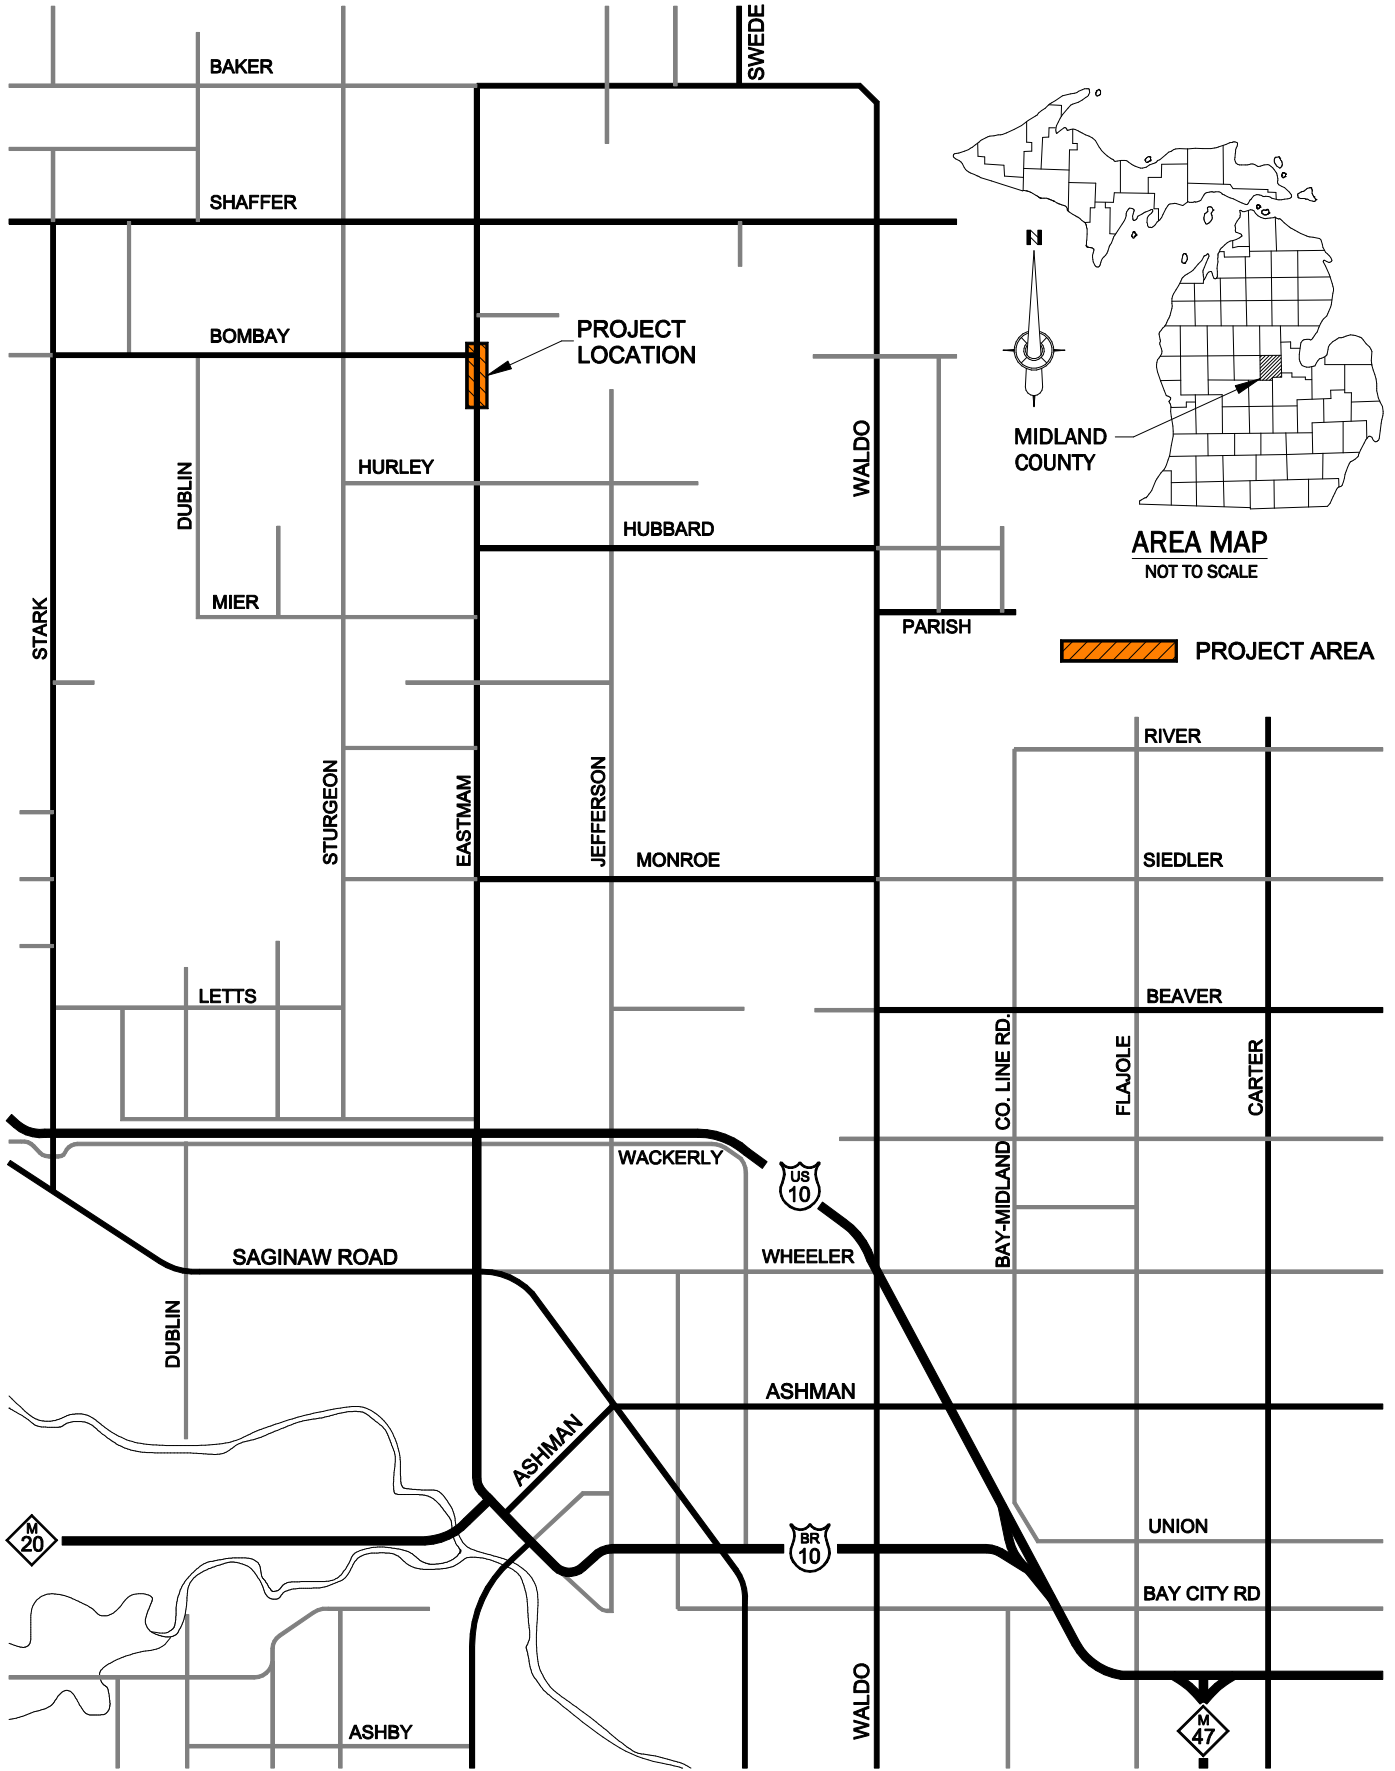 SWEDE
BAKER
SHAFFER
N
BOMBAY
PROJECT
LOCATION
WALDO
MIDLAND
COUNTY
HURLEY
DUBLIN
HUBBARD
AREA MAP
NOT TO SCALE
MIER
STARK
PARISH
PROJECT AREA
RIVER
STURGEON
EASTMAM
JEFFERSON
MONROE
SIEDLER
LETTS
BEAVER
BAY-MIDLAND CO. LINE RD.
FLAJOLE
CARTER
WACKERLY
US
10
SAGINAW ROAD
WHEELER
DUBLIN
ASHMAN
ASHMAN
M
20
BR
10
UNION
BAY CITY RD
WALDO
ASHBY
M
47